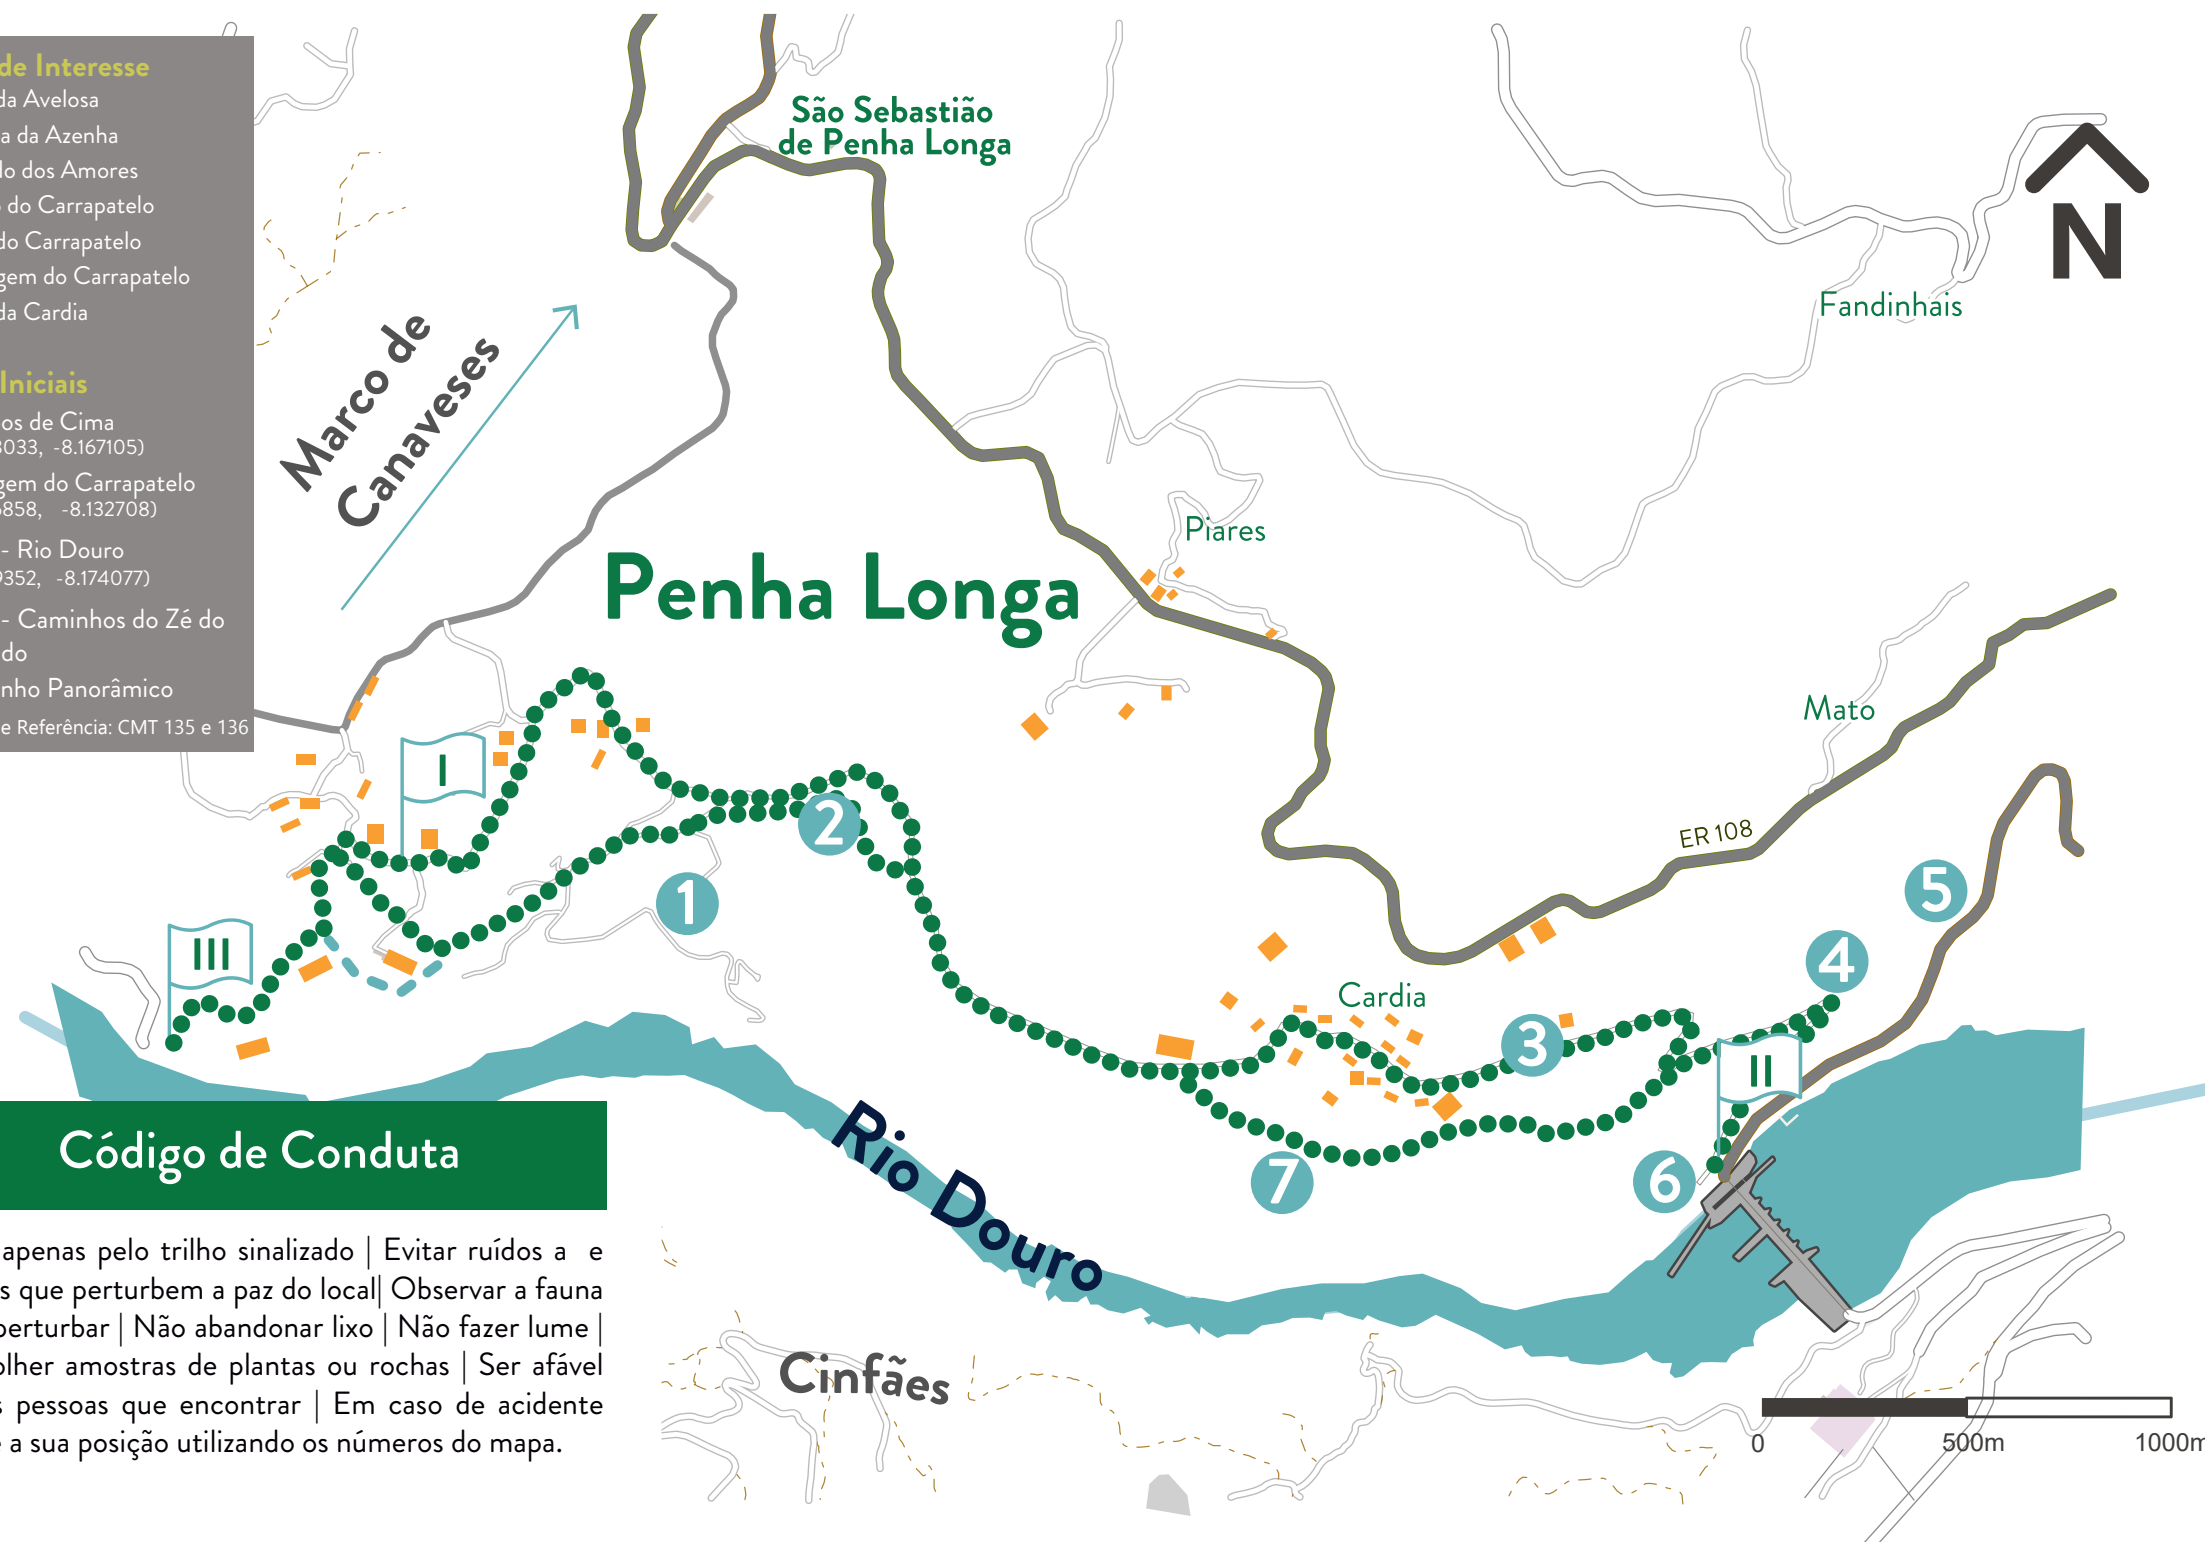 de Interesse
da Avelosa
a da Azenha
do dos Amores
do Carrapatelo
do Carrapatelo
gem do Carrapatelo
da Cardia
Iniciais
os de Cima
3033, -8.167105)
gem do Carrapatelo
858, -8.132708)
- Rio Douro
9352, -8.174077)
- Caminhos do Zé do
do
nho Panorâmico
e Referência: CMT 135 e 136
São Sebastião
de Penha Longa
N
Fandinhais
Marco de
Canaveses
Piares
Penha Longa
Mato
I
2
ER 108
5
1
III
4
Cardia
3
II
7
6
Rio Douro
Código de Conduta
apenas pelo trilho sinalizado | Evitar ruídos a e
s que perturbem a paz do local| Observar a fauna
perturbar | Não abandonar lixo | Não fazer lume |
olher amostras de plantas ou rochas | Ser afável
s pessoas que encontrar | Em caso de acidente
e a sua posição utilizando os números do mapa.
Cinfães
0 500m 1000m